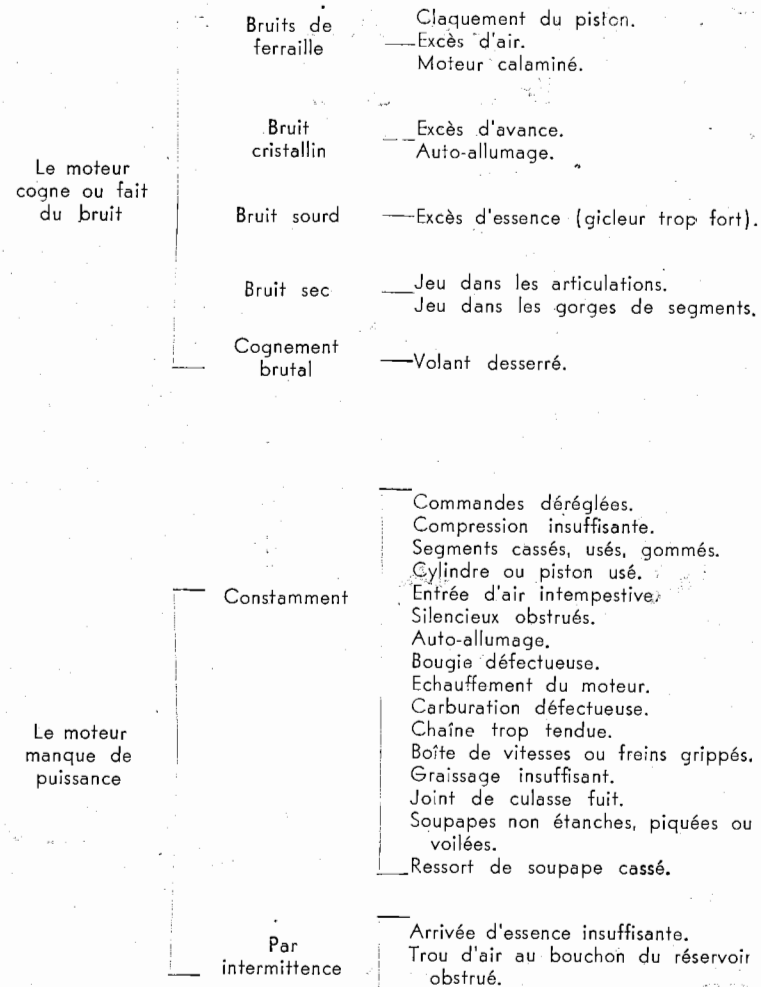 Le moteur
cogne ou fait
du bruit
Bruits de
ferraille
Claquement du piston.
Excès d'air.
Moteur calaminé.
Bruit
cristallin
Excès d'avance.
Auto-allumage.
Bruit sourd
Excès d'essence (gicleur trop fort).
Bruit sec
Jeu dans les articulations.
Jeu dans les gorges de segments.
Cognement
brutal
Volant desserré.
Le moteur
manque de
puissance
Constamment
Commandes déréglées.
Compression insuffisante.
Segments cassés, usés, gommés.
Cylindre ou piston usé.
Entrée d'air intempestive.
Silencieux obstrués.
Auto-allumage.
Bougie défectueuse.
Echauffement du moteur.
Carburation défectueuse.
Chaîne trop tendue.
Boîte de vitesses ou freins grippés.
Graissage insuffisant.
Joint de culasse fuit.
Soupapes non étanches, piquées ou
voilées.
Ressort de soupape cassé.
Par
intermittence
Arrivée d'essence insuffisante.
Trou d'air au bouchon du réservoir
obstrué.